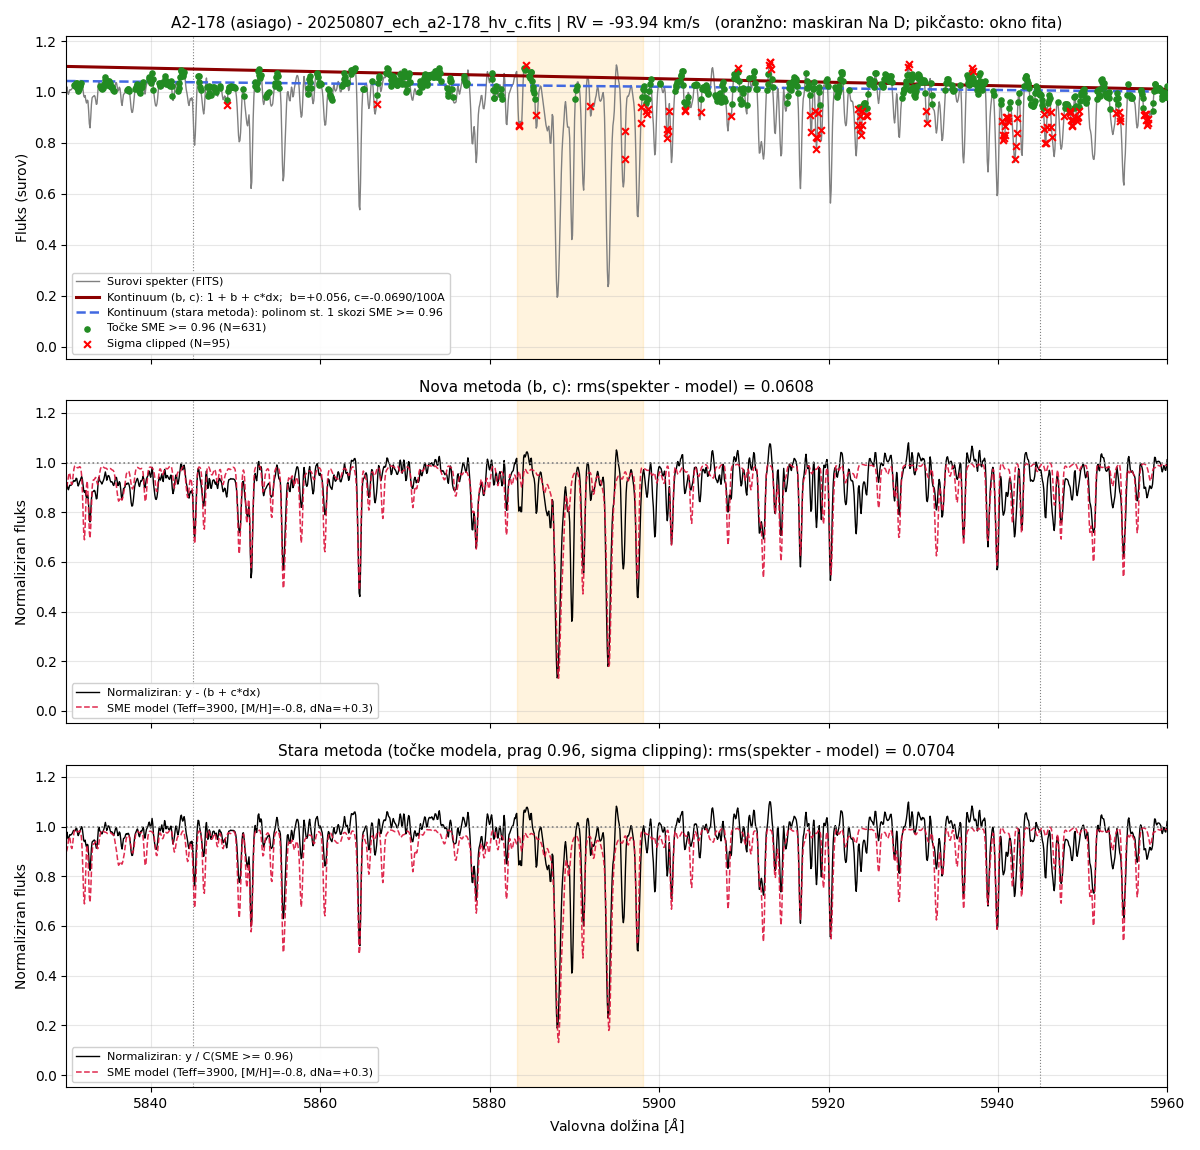 A2-178 (asiago) - 20250807_ech_a2-178_hv_c.fits | RV = -93.94 km/s   (oranžno: maskiran Na D; pikčasto: okno fita)
1.2
1.0
0.8
0.6
0.4
0.2
0.0
Fluks (surov)
Surovi spekter (FITS)
Kontinuum (b, c): 1 + b + c*dx;  b=+0.056, c=-0.0690/100A
Kontinuum (stara metoda): polinom st. 1 skozi SME >= 0.96
Točke SME >= 0.96 (N=631)
Sigma clipped (N=95)
Nova metoda (b, c): rms(spekter - model) = 0.0608
1.2
1.0
0.8
0.6
0.4
0.2
0.0
Normaliziran fluks
Normaliziran: y - (b + c*dx)
SME model (Teff=3900, [M/H]=-0.8, dNa=+0.3)
Stara metoda (točke modela, prag 0.96, sigma clipping): rms(spekter - model) = 0.0704
1.2
1.0
0.8
0.6
0.4
0.2
0.0
Normaliziran fluks
Normaliziran: y / C(SME >= 0.96)
SME model (Teff=3900, [M/H]=-0.8, dNa=+0.3)
5840 5860 5880 5900 5920 5940 5960
Valovna dolžina [Å]